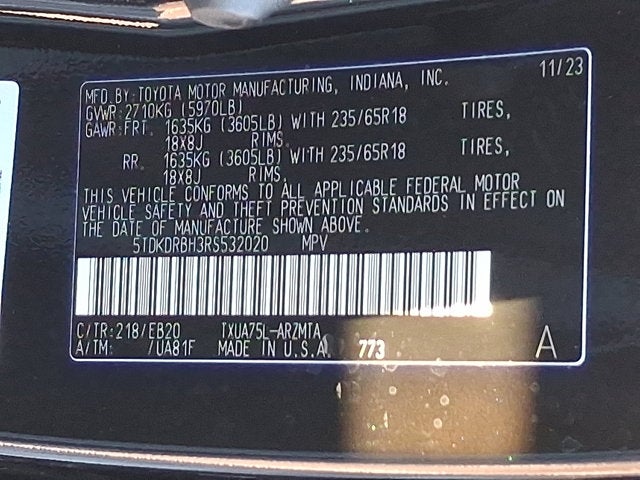 MFD. BY: TOYOTA MOTOR MANUFACTURING, INDIANA, INC. 11/23
GVWR: 2710KG (5970LB)
GAWR: FRT. 1635KG (3605LB) WITH 235/65R18 TIRES,
18X8J RIMS.
RR. 1635KG (3605LB) WITH 235/65R18 TIRES,
18X8J RIMS.
THIS VEHICLE CONFORMS TO ALL APPLICABLE FEDERAL MOTOR
VEHICLE SAFETY AND THEFT PREVENTION STANDARDS IN EFFECT ON
THE DATE OF MANUFACTURE SHOWN ABOVE.
5TDKDRBH3RS532020 MPV
C/TR: 218/EB20 TXUA75L-ARZMTA
A/TM: /UA81F MADE IN U.S.A. 773 A